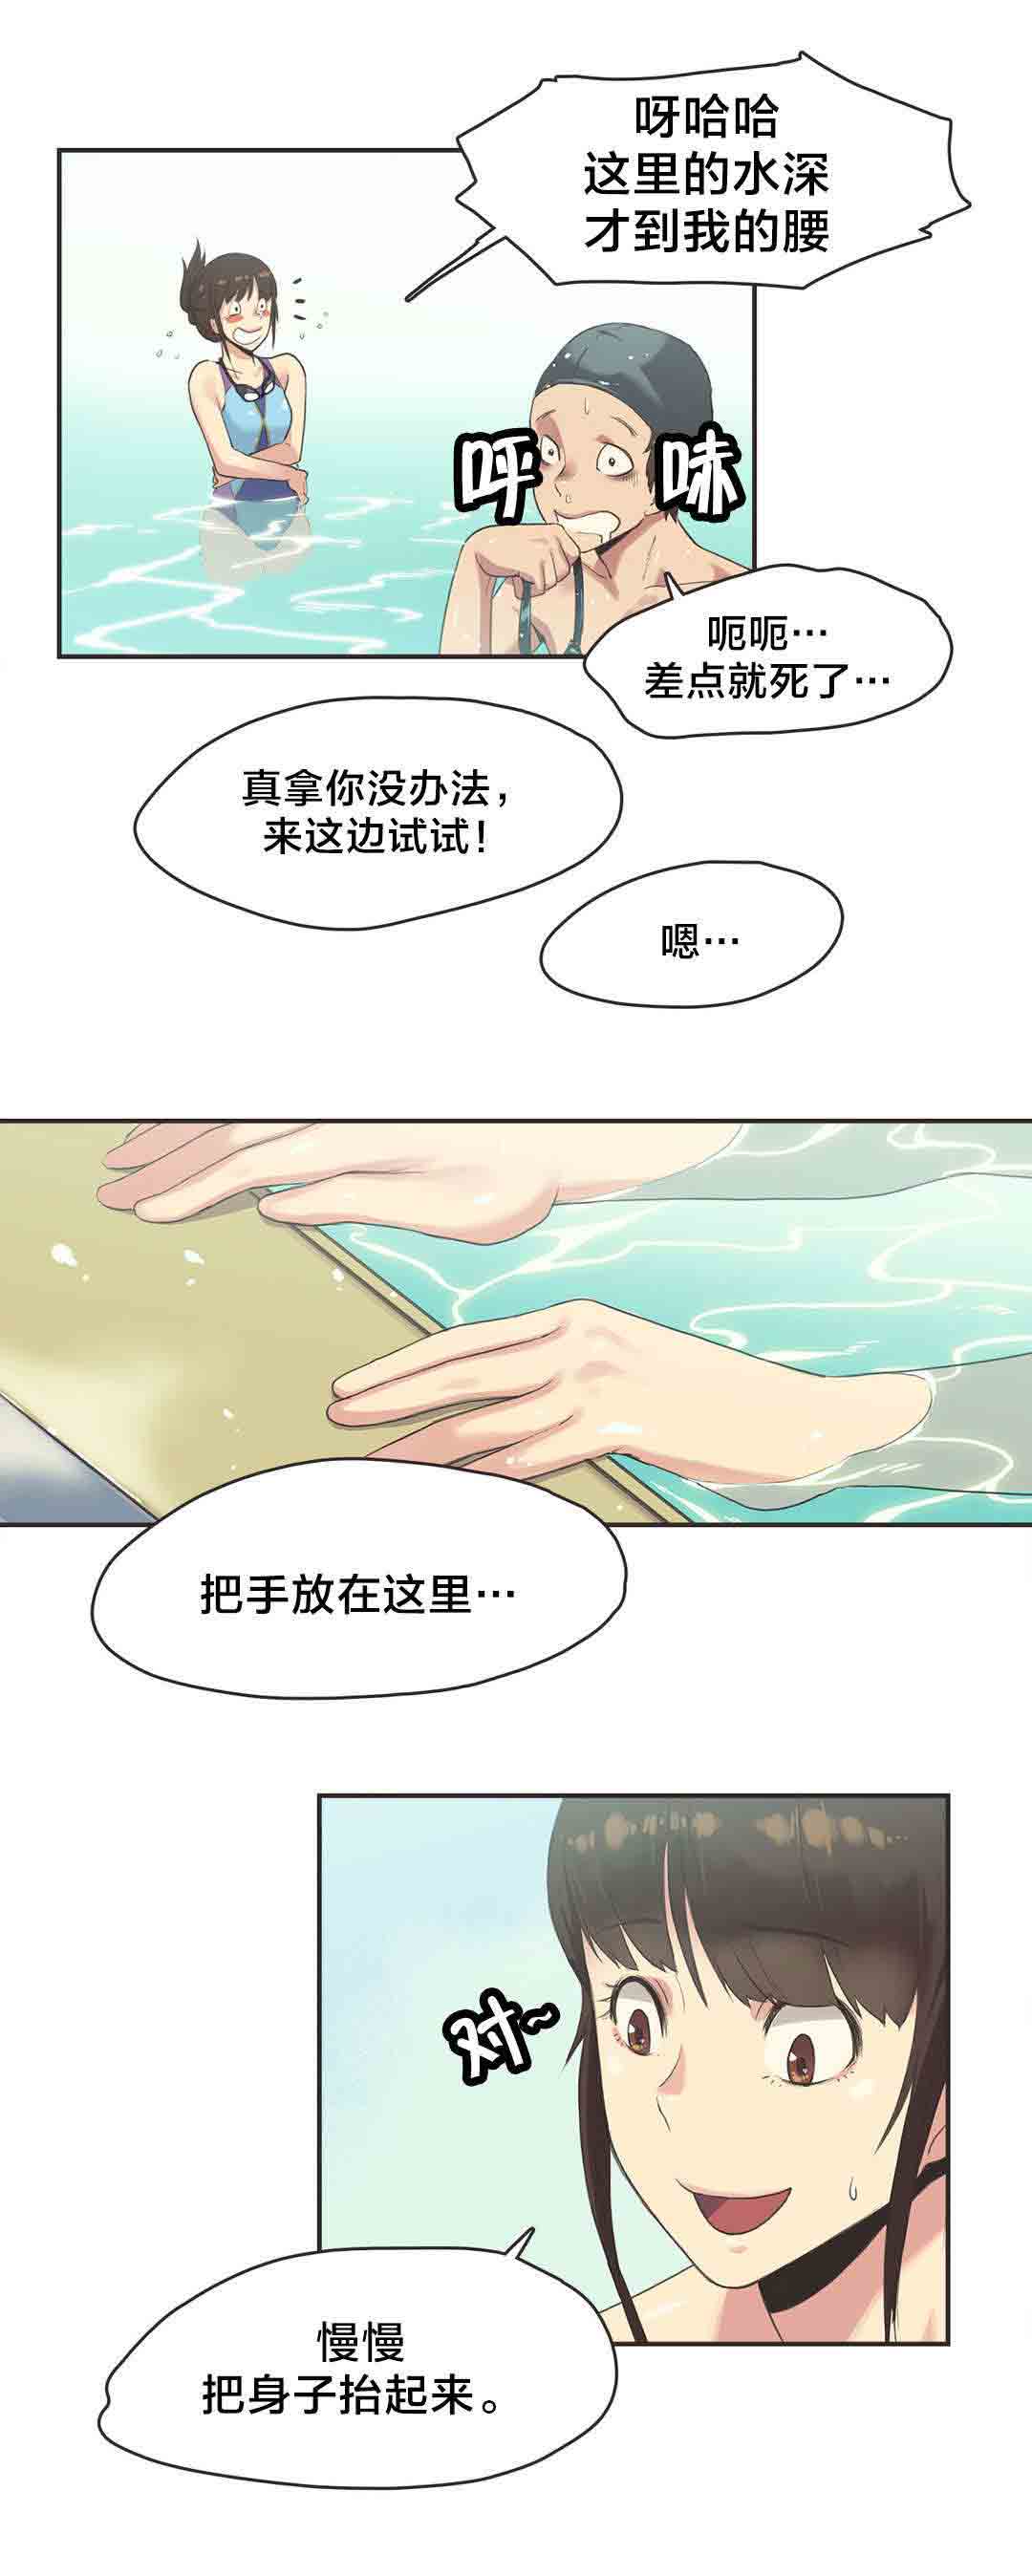 呀哈哈
这里的水深
才到我的腰
呼 哧
呃呃…
差点就死了…
真拿你没办法，
来这边试试！
嗯…
把手放在这里…
对~
慢慢
把身子抬起来。